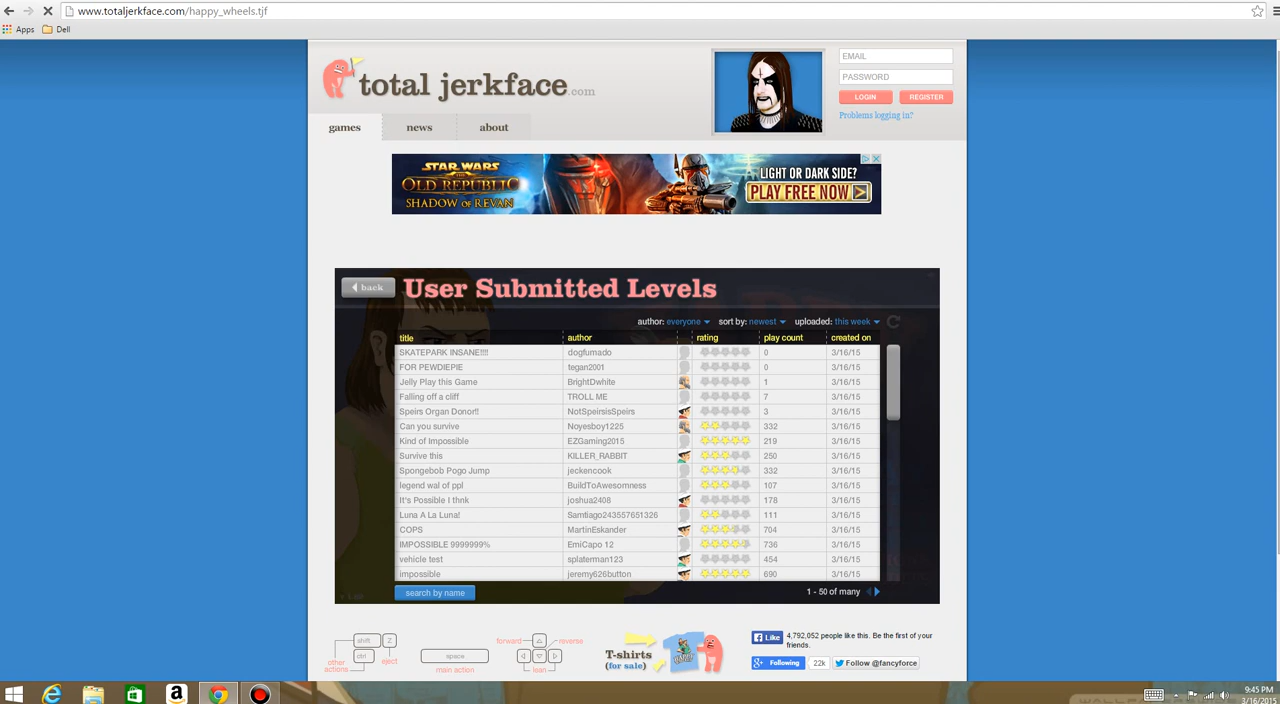 www.totaljerkface.com/happy_wheels.tjf
Apps Dell
total jerkface.com
EMAIL
PASSWORD
LOGIN REGISTER
Problems logging in?
games news about
STAR WARS
THE OLD REPUBLIC
SHADOW OF REVAN
LIGHT OR DARK SIDE?
PLAY FREE NOW
back User Submitted Levels
author: everyone sort by: newest uploaded: this week
title author rating play count created on
SKATEPARK INSANE!!!! dogfumado 0 3/16/15
FOR PEWDIEPIE tegan2001 0 3/16/15
Jelly Play this Game BrightDwhite 1 3/16/15
Falling off a cliff TROLL ME 7 3/16/15
Speirs Organ Donor!! NotSpeirsisSpeirs 3 3/16/15
Can you survive Noyesboy1225 332 3/16/15
Kind of Impossible EZGaming2015 219 3/16/15
Survive this KILLER_RABBIT 250 3/16/15
Spongebob Pogo Jump jeckencook 332 3/16/15
legend wal of ppl BuildToAwesomness 107 3/16/15
It's Possible I thnk joshua2408 178 3/16/15
Luna A La Luna! Samtiago243557651326 111 3/16/15
COPS MartinEskander 704 3/16/15
IMPOSSIBLE 9999999% EmiCapo 12 736 3/16/15
vehicle test splaterman123 454 3/16/15
impossible jeremy626button 690 3/16/15
search by name 1 - 50 of many
shift Z
ctrl eject
other
actions
space
main action
forward reverse
lean
T-shirts
(for sale)
Like 4,792,052 people like this. Be the first of your
friends.
Following 22k Follow @fancyforce
9:45 PM
3/16/2015